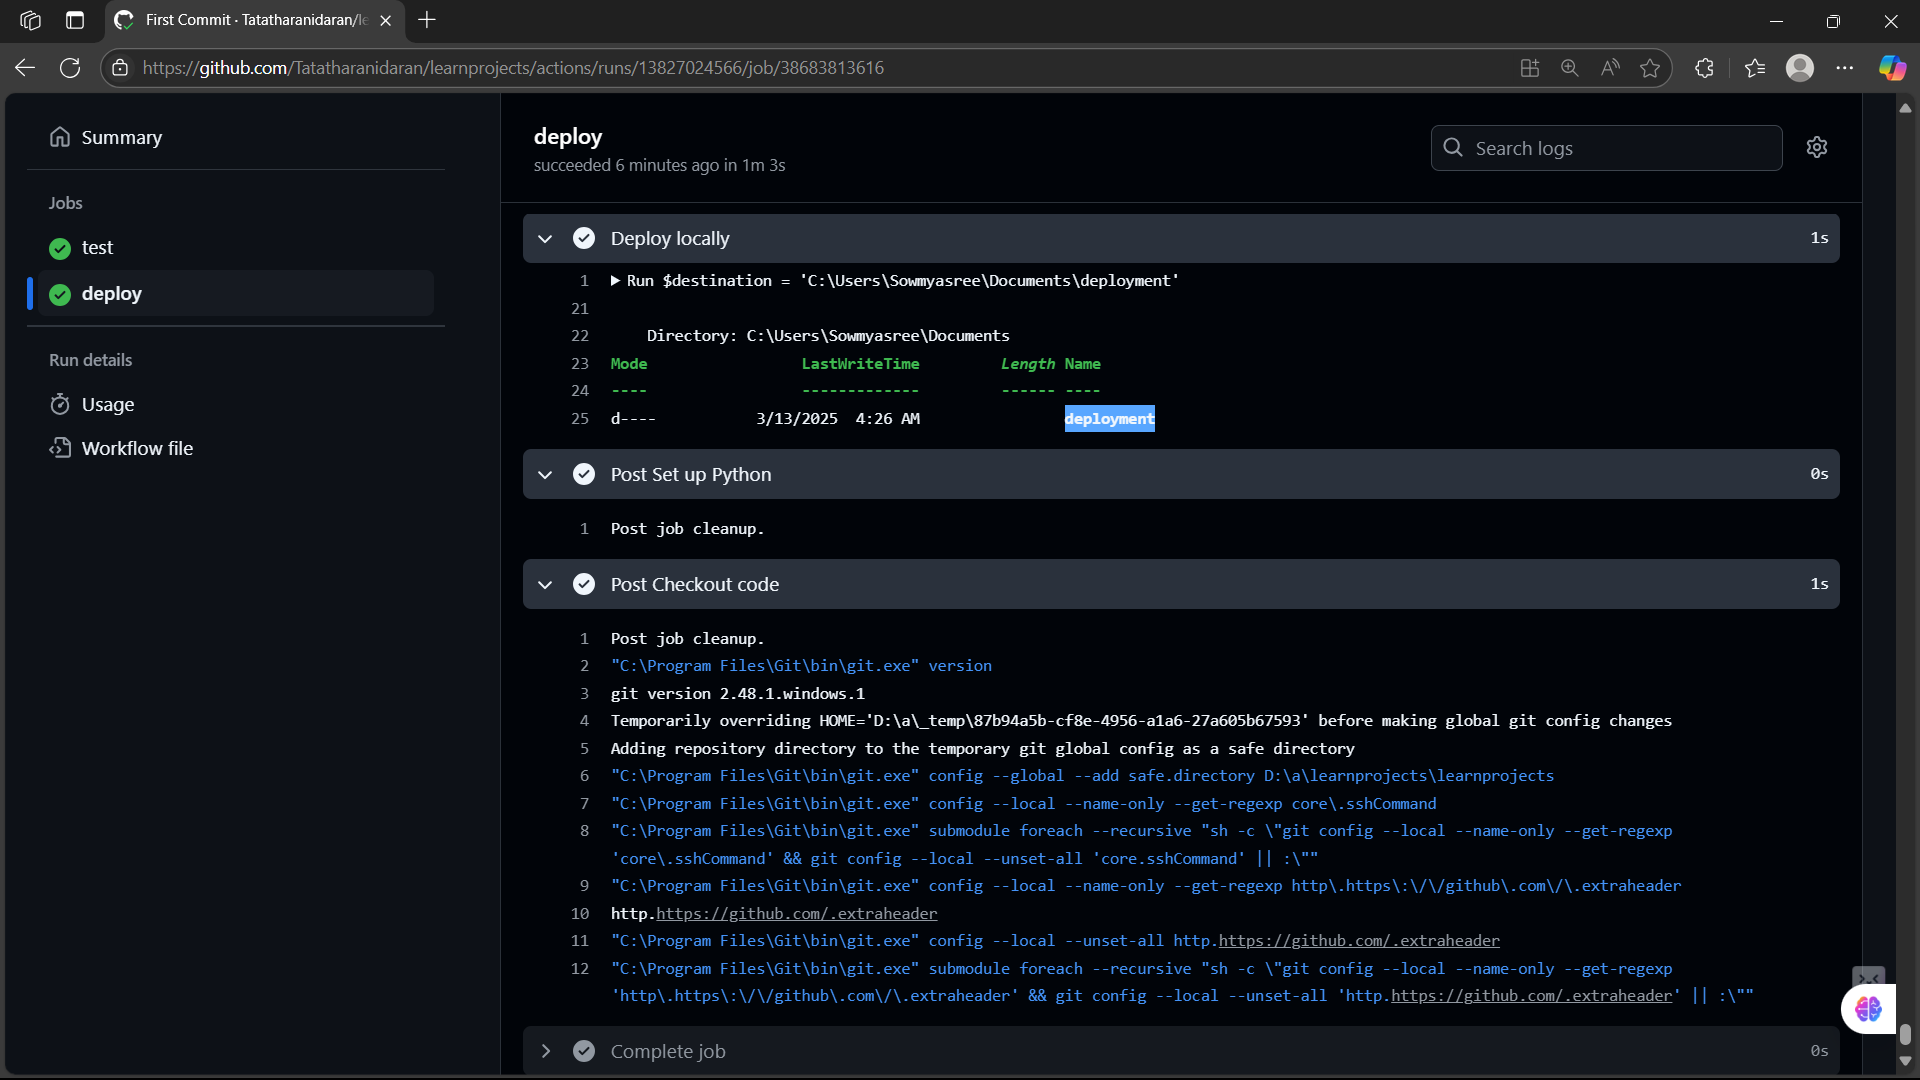 First Commit · Tatatharanidaran/le
https://github.com/Tatatharanidaran/learnprojects/actions/runs/13827024566/job/38683813616
Summary
Jobs
test
deploy
Run details
Usage
Workflow file
deploy
succeeded 6 minutes ago in 1m 3s
Search logs
Deploy locally 1s
1 Run $destination = 'C:\Users\Sowmyasree\Documents\deployment'
21
22 Directory: C:\Users\Sowmyasree\Documents
23 Mode LastWriteTime Length Name
24 ---- ------------- ------ ----
25 d---- 3/13/2025 4:26 AM deployment
Post Set up Python 0s
1 Post job cleanup.
Post Checkout code 1s
1 Post job cleanup.
2 "C:\Program Files\Git\bin\git.exe" version
3 git version 2.48.1.windows.1
4 Temporarily overriding HOME='D:\a\_temp\87b94a5b-cf8e-4956-a1a6-27a605b67593' before making global git config changes
5 Adding repository directory to the temporary git global config as a safe directory
6 "C:\Program Files\Git\bin\git.exe" config --global --add safe.directory D:\a\learnprojects\learnprojects
7 "C:\Program Files\Git\bin\git.exe" config --local --name-only --get-regexp core\.sshCommand
8 "C:\Program Files\Git\bin\git.exe" submodule foreach --recursive "sh -c \"git config --local --name-only --get-regexp
'core\.sshCommand' && git config --local --unset-all 'core.sshCommand' || :\""
9 "C:\Program Files\Git\bin\git.exe" config --local --name-only --get-regexp http\.https\:\/\/github\.com\/\.extraheader
10 http.https://github.com/.extraheader
11 "C:\Program Files\Git\bin\git.exe" config --local --unset-all http.https://github.com/.extraheader
12 "C:\Program Files\Git\bin\git.exe" submodule foreach --recursive "sh -c \"git config --local --name-only --get-regexp
'http\.https\:\/\/github\.com\/\.extraheader' && git config --local --unset-all 'http.https://github.com/.extraheader' || :\""
Complete job 0s